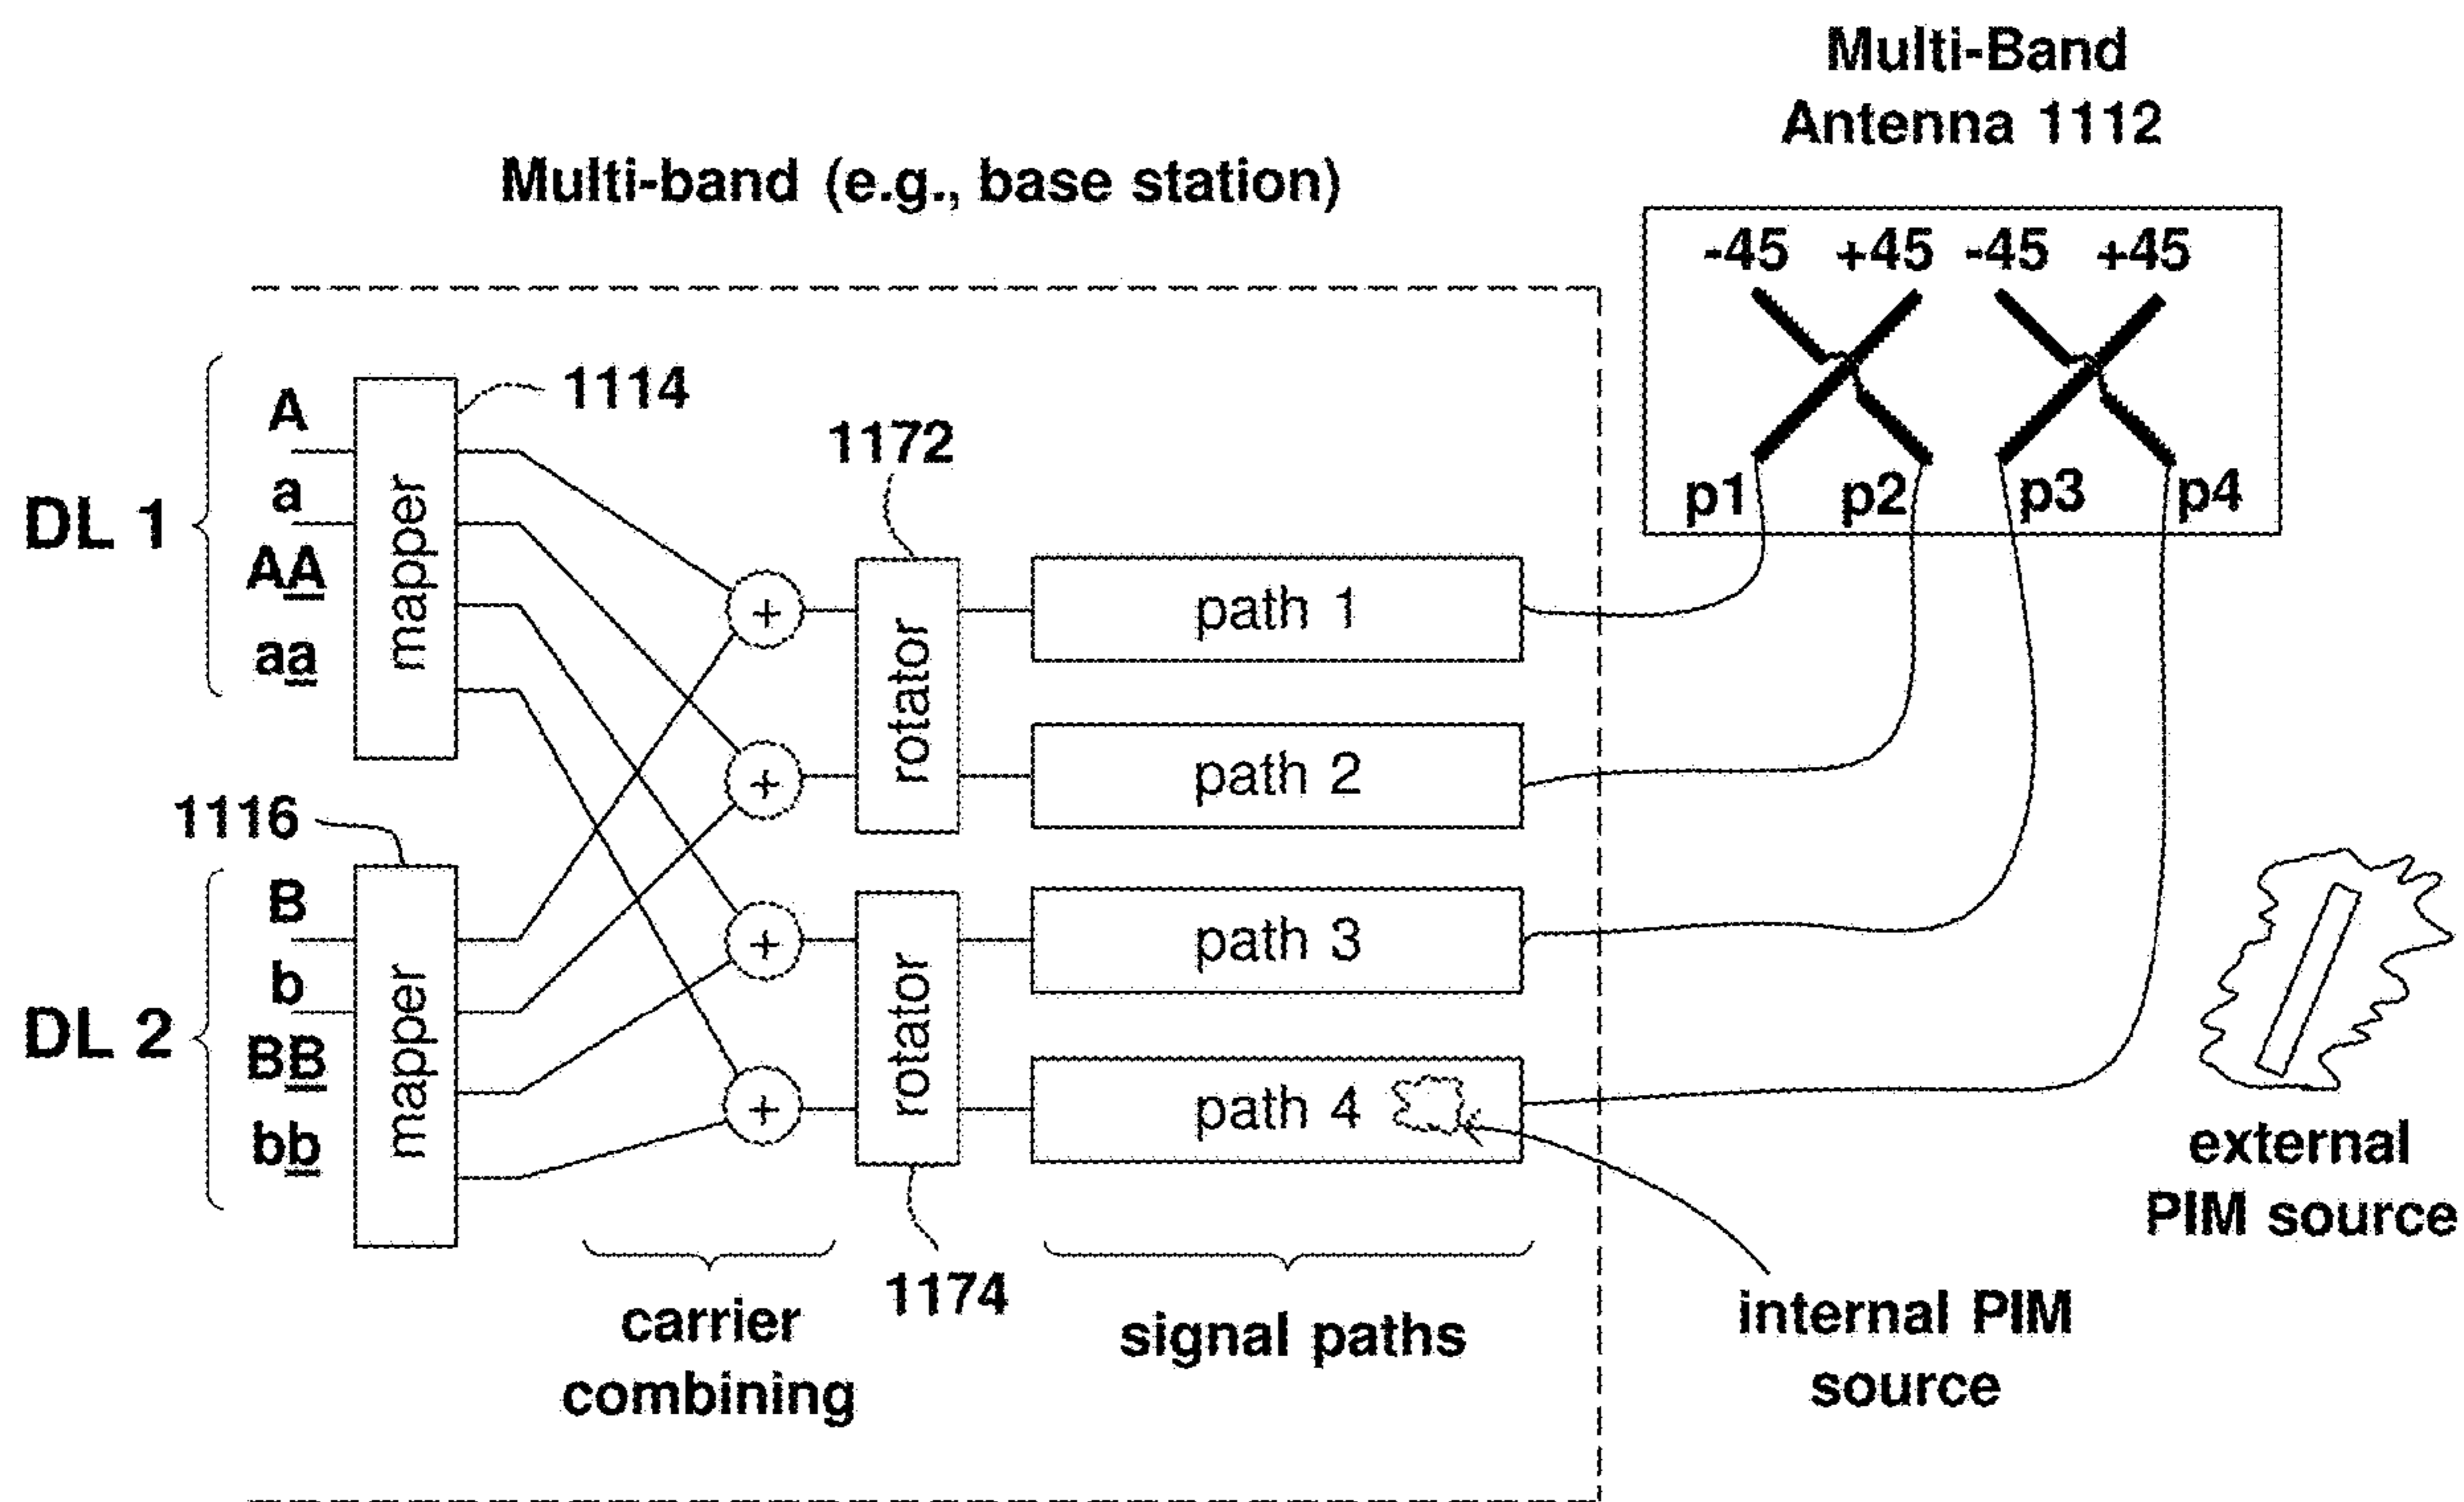 Multi-Band
Antenna 1112
Multi-band (e.g., base station)
-45 +45 -45 +45
p1 p2 p3 p4
DL 1
A
a
AA
aa
mapper
1114
1172
rotator
path 1
path 2
1116
DL 2
B
b
BB
bb
mapper
+
+
+
+
rotator
path 3
path 4
1174
carrier
combining
signal paths
internal PIM
source
external
PIM source